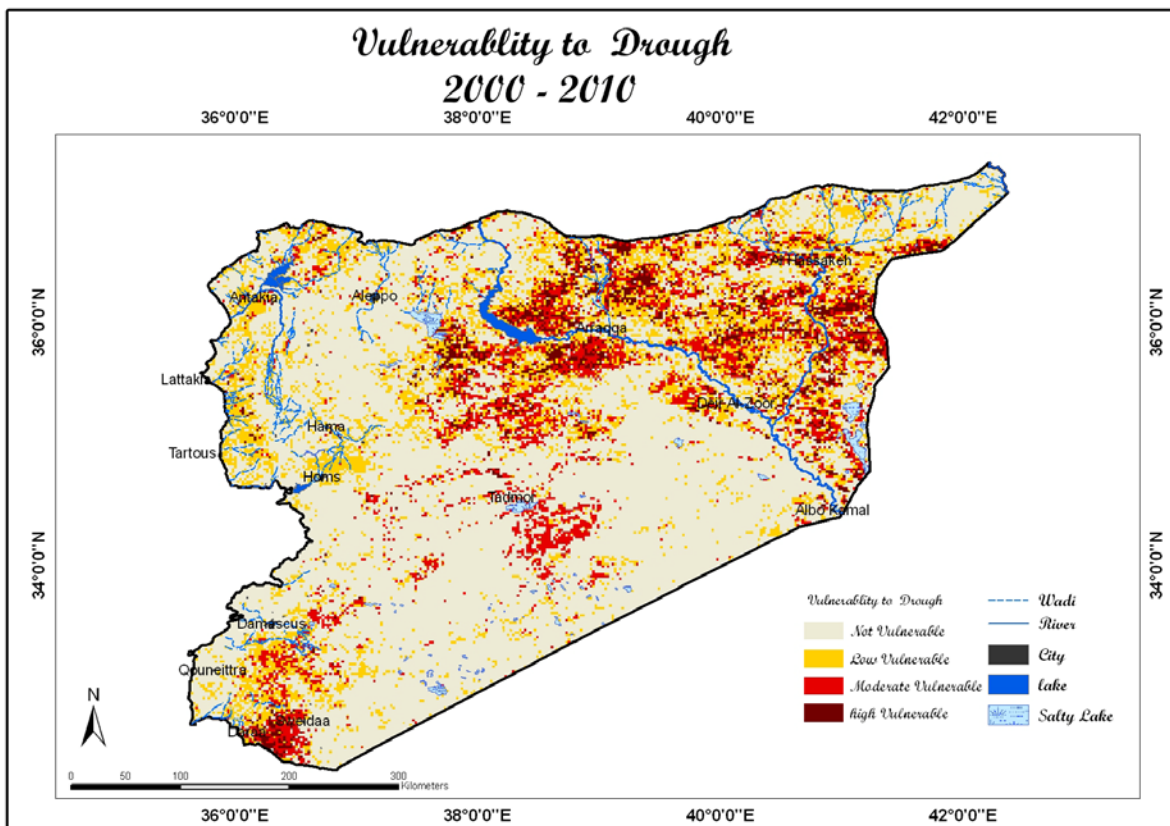 Vulnerablity to Drough
2000 - 2010
36°0'0"E 38°0'0"E 40°0'0"E 42°0'0"E
36°0'0"N
34°0'0"N
36°0'0"N
34°0'0"N
Al Hassakeh
Antakia
Aleppo
Arraqqa
Lattakia
Deir Al Zoor
Hama
Tartous
Homs
Tadmor
Albo Kamal
Damascus
Qouneittra
Sweidaa
Daraa
Vulnerablity to Drough
Not Vulnerable
Low Vulnerable
Moderate Vulnerable
high Vulnerable
Wadi
River
City
lake
Salty Lake
N
0 50 100 200 300
Kilometers
36°0'0"E 38°0'0"E 40°0'0"E 42°0'0"E